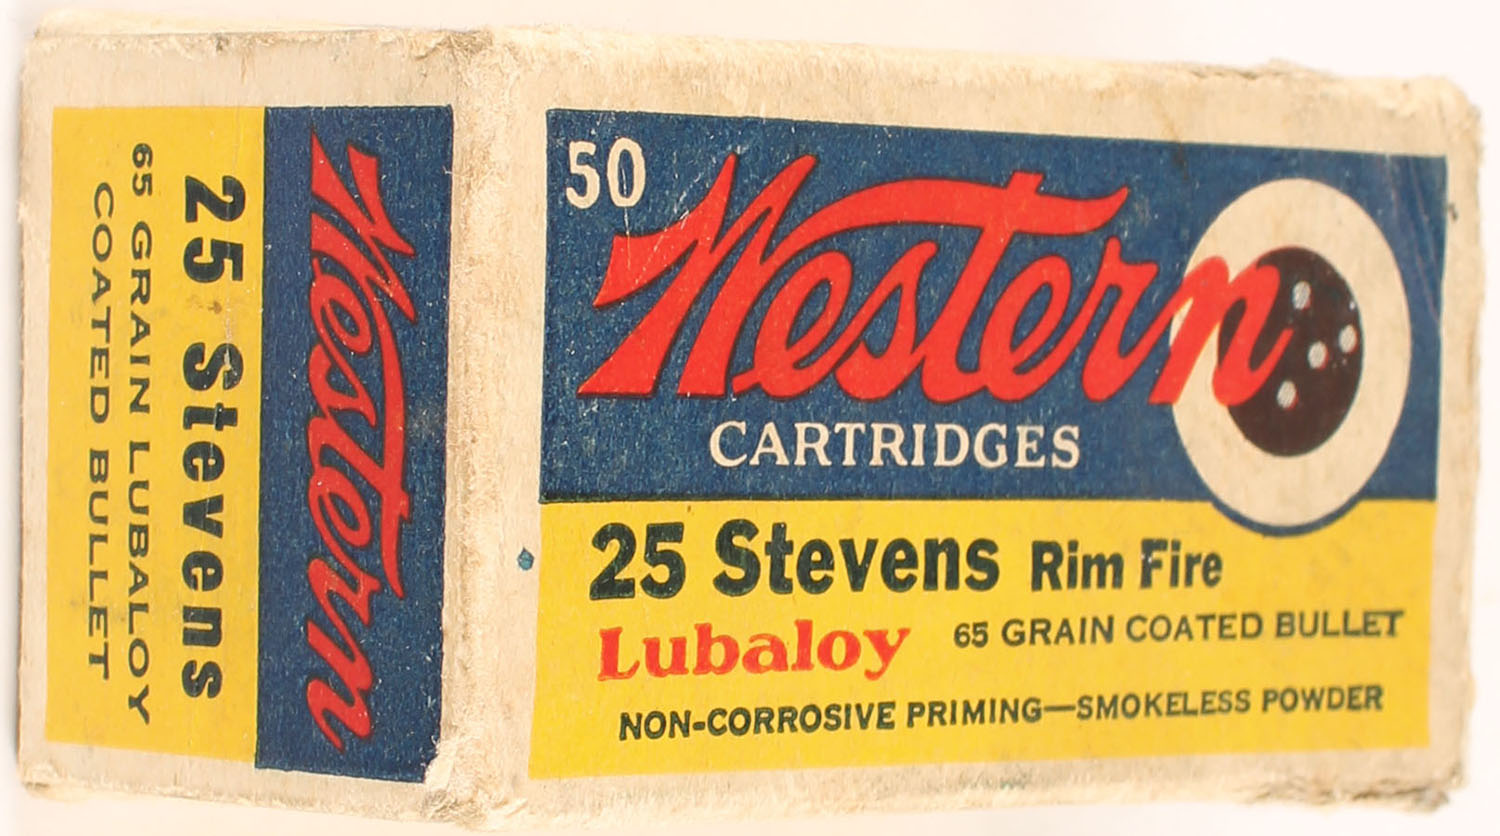 Western
25 Stevens
65 GRAIN LUBALOY
COATED BULLET
50
Western
CARTRIDGES
25 Stevens Rim Fire
Lubaloy 65 GRAIN COATED BULLET
NON-CORROSIVE PRIMING—SMOKELESS POWDER